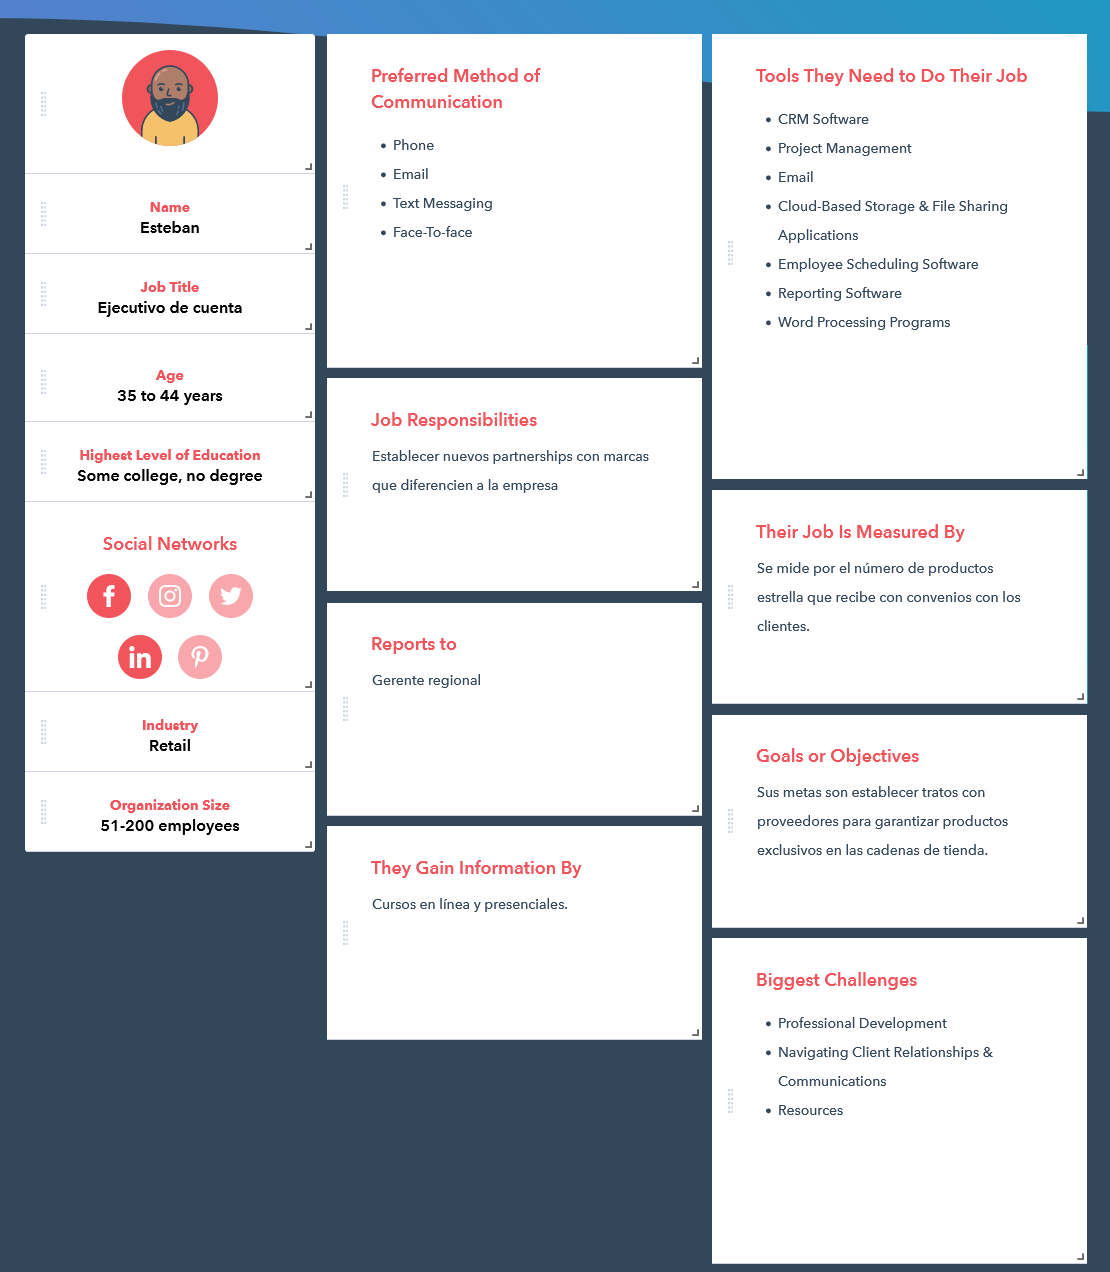 Name
Esteban
Job Title
Ejecutivo de cuenta
Age
35 to 44 years
Highest Level of Education
Some college, no degree
Social Networks
Industry
Retail
Organization Size
51-200 employees
Preferred Method of
Communication
• Phone
• Email
• Text Messaging
• Face-To-face
Job Responsibilities
Establecer nuevos partnerships con marcas
que diferencien a la empresa
Reports to
Gerente regional
They Gain Information By
Cursos en línea y presenciales.
Tools They Need to Do Their Job
• CRM Software
• Project Management
• Email
• Cloud-Based Storage & File Sharing
Applications
• Employee Scheduling Software
• Reporting Software
• Word Processing Programs
Their Job Is Measured By
Se mide por el número de productos
estrella que recibe con convenios con los
clientes.
Goals or Objectives
Sus metas son establecer tratos con
proveedores para garantizar productos
exclusivos en las cadenas de tienda.
Biggest Challenges
• Professional Development
• Navigating Client Relationships &
Communications
• Resources